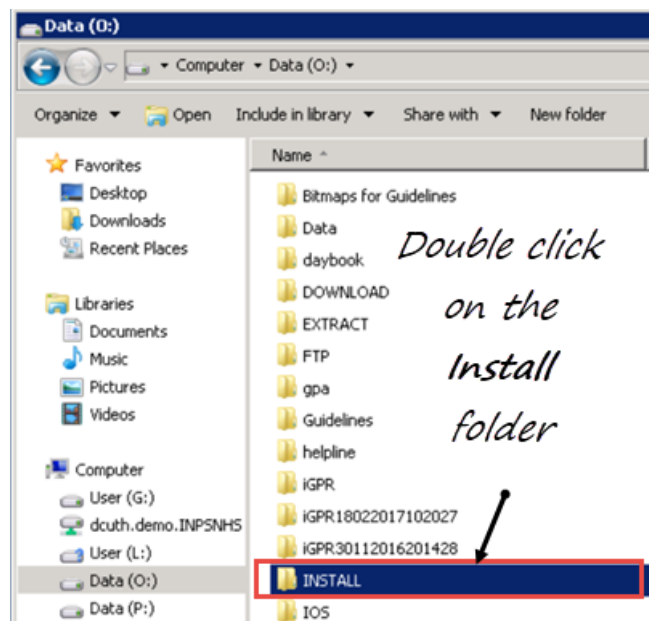 Data (O:)
Computer Data (O:)
Organize Open Include in library Share with New folder
Favorites
Desktop
Downloads
Recent Places
Libraries
Documents
Music
Pictures
Videos
Computer
User (G:)
dcuth.demo.INPSNHS
User (L:)
Data (O:)
Data (P:)
Name
Bitmaps for Guidelines
Data
daybook
DOWNLOAD
EXTRACT
FTP
gpa
Guidelines
helpline
iGPR
iGPR18022017102027
iGPR30112016201428
INSTALL
IOS
Double click
on the
Install
folder